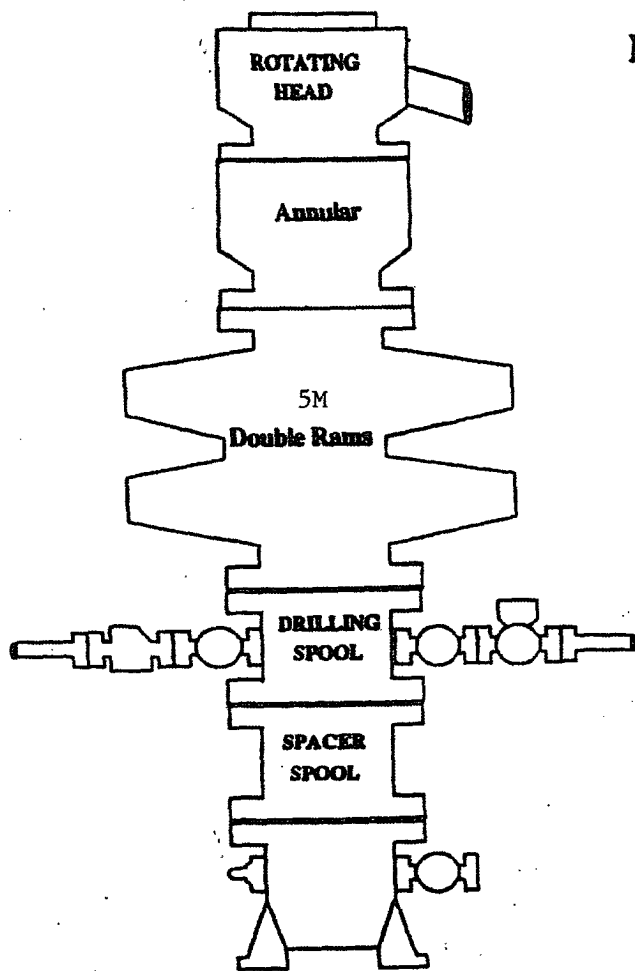 ROTATING
HEAD
Annular
5M
Double Rams
DRILLING
SPOOL
SPACER
SPOOL